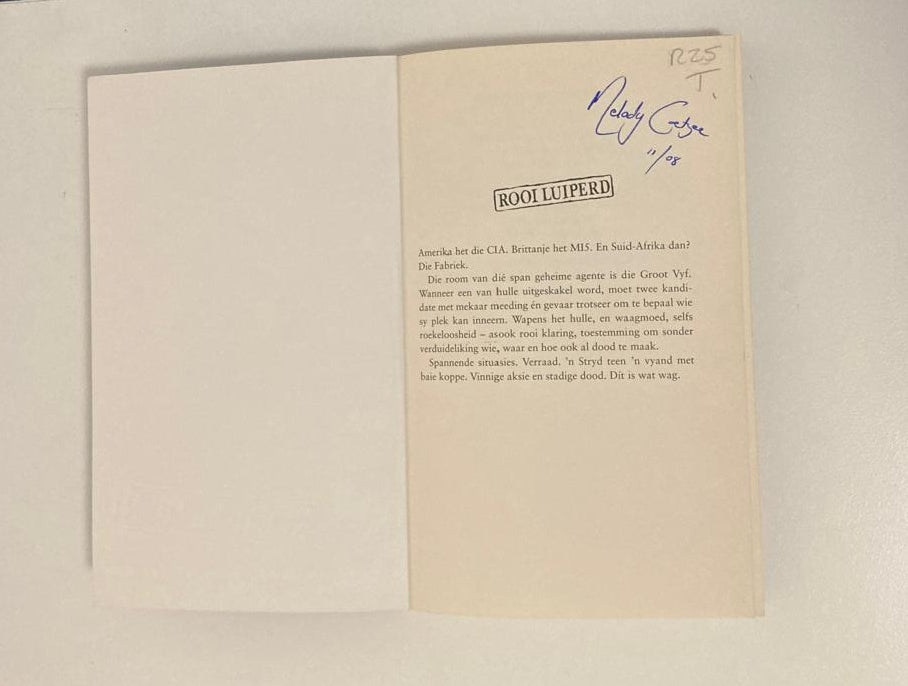 R25
T.
Melody Coetzee
11/08
ROOI LUIPERD
Amerika het die CIA. Brittanje het MI5. En Suid-Afrika dan?
Die Fabriek.
Die room van dié span geheime agente is die Groot Vyf.
Wanneer een van hulle uitgeskakel word, moet twee kandi-
date met mekaar meeding én gevaar trotseer om te bepaal wie
sy plek kan inneem. Wapens het hulle, en waagmoed, selfs
roekeloosheid – asook rooi klaring, toestemming om sonder
verduideliking wie, waar en hoe ook al dood te maak.
Spannende situasies. Verraad. 'n Stryd teen 'n vyand met
baie koppe. Vinnige aksie en stadige dood. Dit is wat wag.